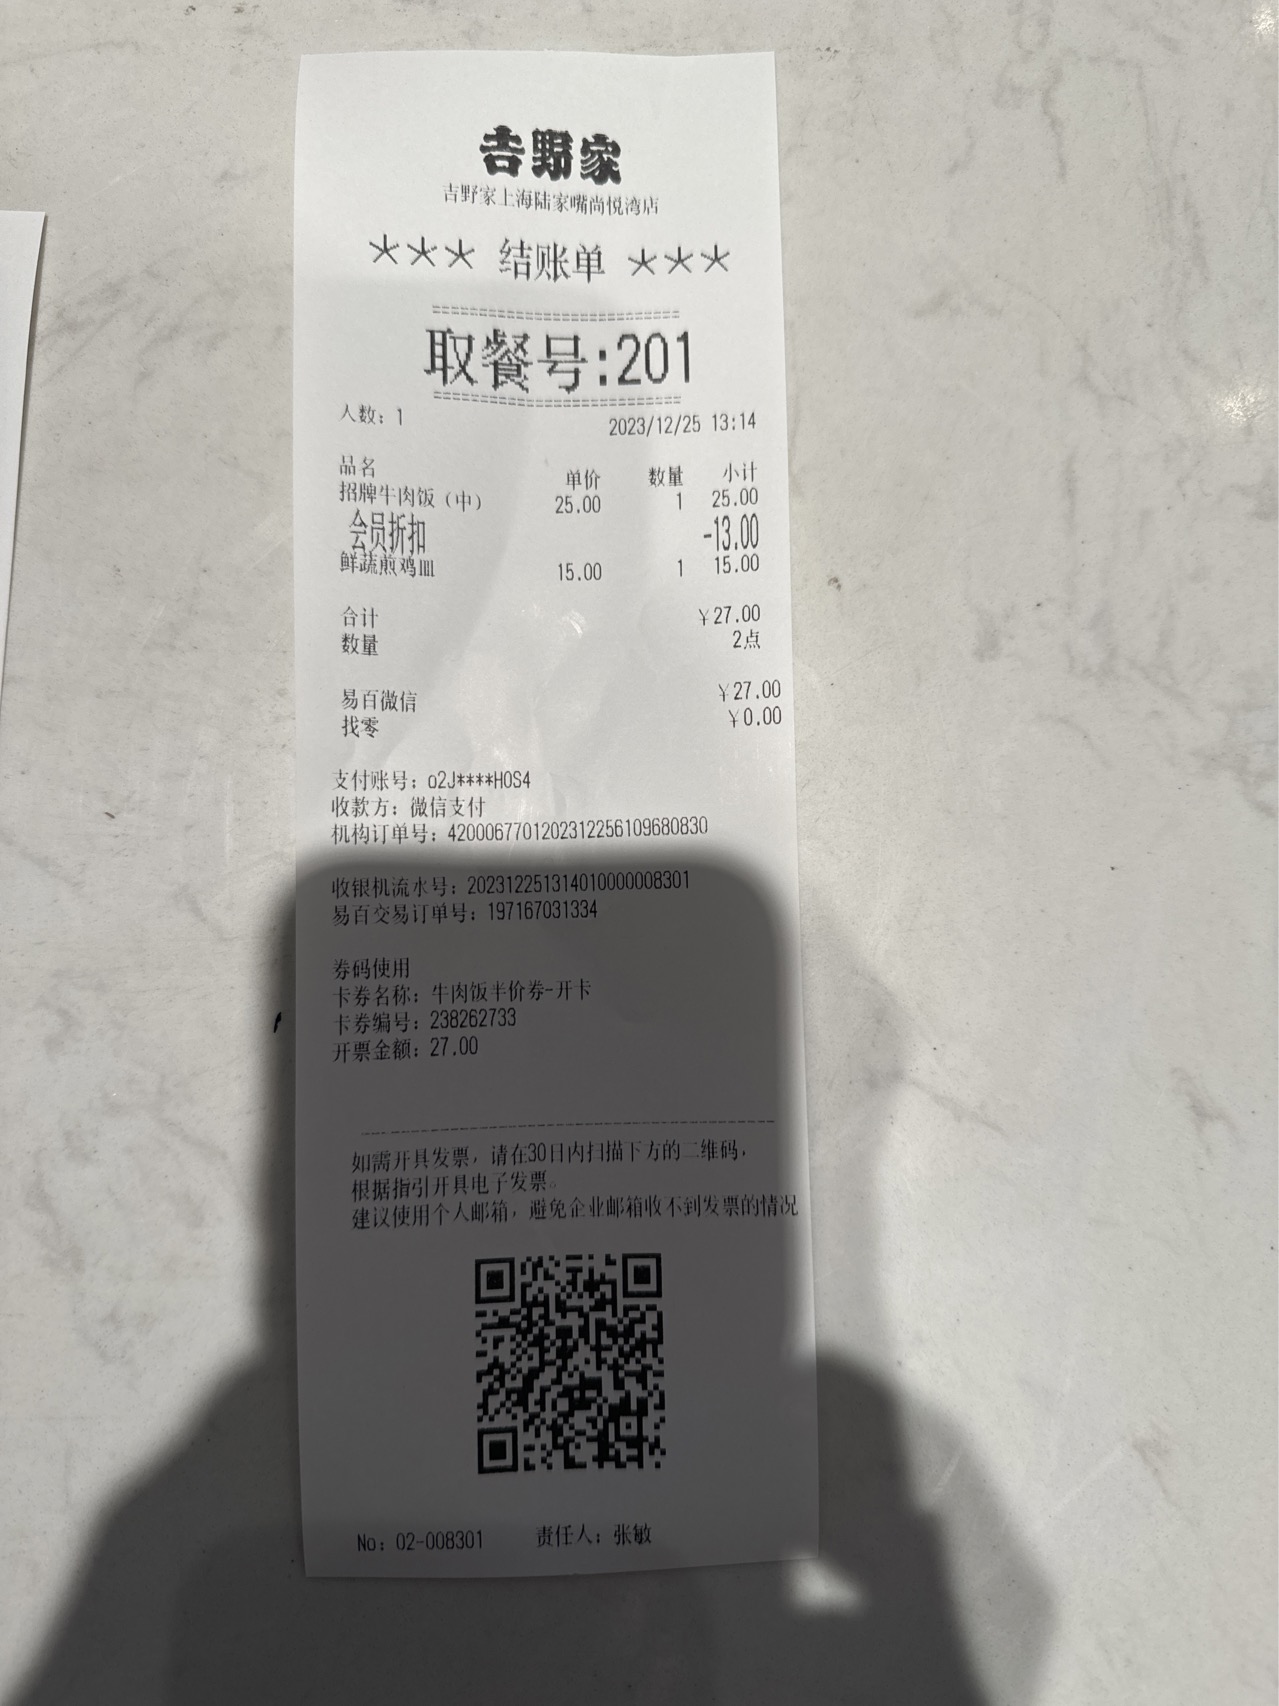 吉野家
吉野家上海陆家嘴尚悦湾店
*** 结账单 ***
取餐号:201
人数: 1 2023/12/25 13:14
品名 单价 数量 小计
招牌牛肉饭（中） 25.00 1 25.00
会员折扣 -13.00
鲜蔬煎鸡皿 15.00 1 15.00
合计 ¥27.00
数量 2点
易百微信 ¥27.00
找零 ¥0.00
支付账号: o2J****H0S4
收款方: 微信支付
机构订单号: 4200067701202312256109680830
收银机流水号: 202312251314010000008301
易百交易订单号: 197167031334
券码使用
卡券名称: 牛肉饭半价券-开卡
卡券编号: 238262733
开票金额: 27.00
如需开具发票，请在30日内扫描下方的二维码，
根据指引开具电子发票。
建议使用个人邮箱，避免企业邮箱收不到发票的情况
No: 02-008301 责任人: 张敏